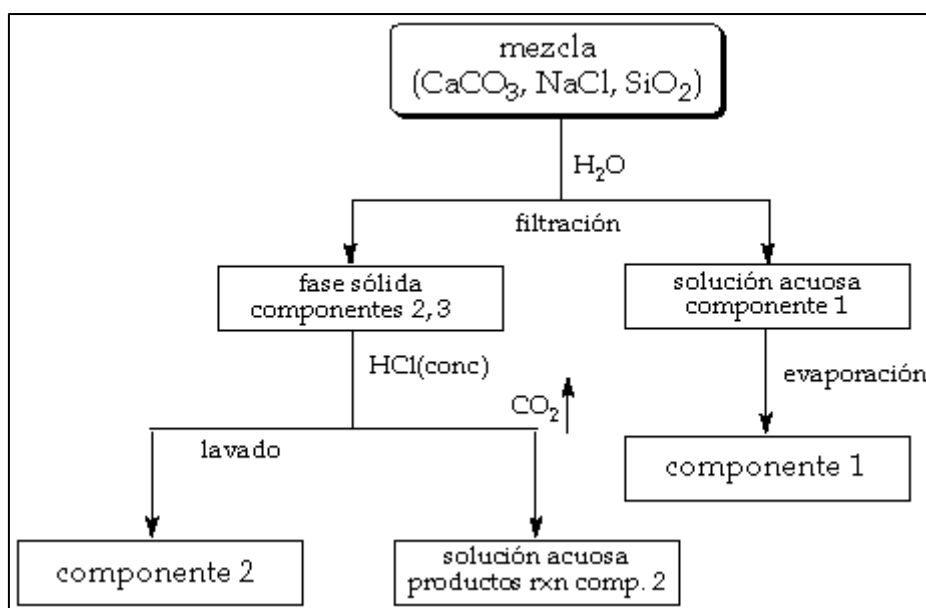 mezcla
(CaCO₃, NaCl, SiO₂)
H₂O
filtración
fase sólida
componentes 2, 3
solución acuosa
componente 1
HCl(conc)
CO₂
evaporación
lavado
componente 1
componente 2
solución acuosa
productos rxn comp. 2